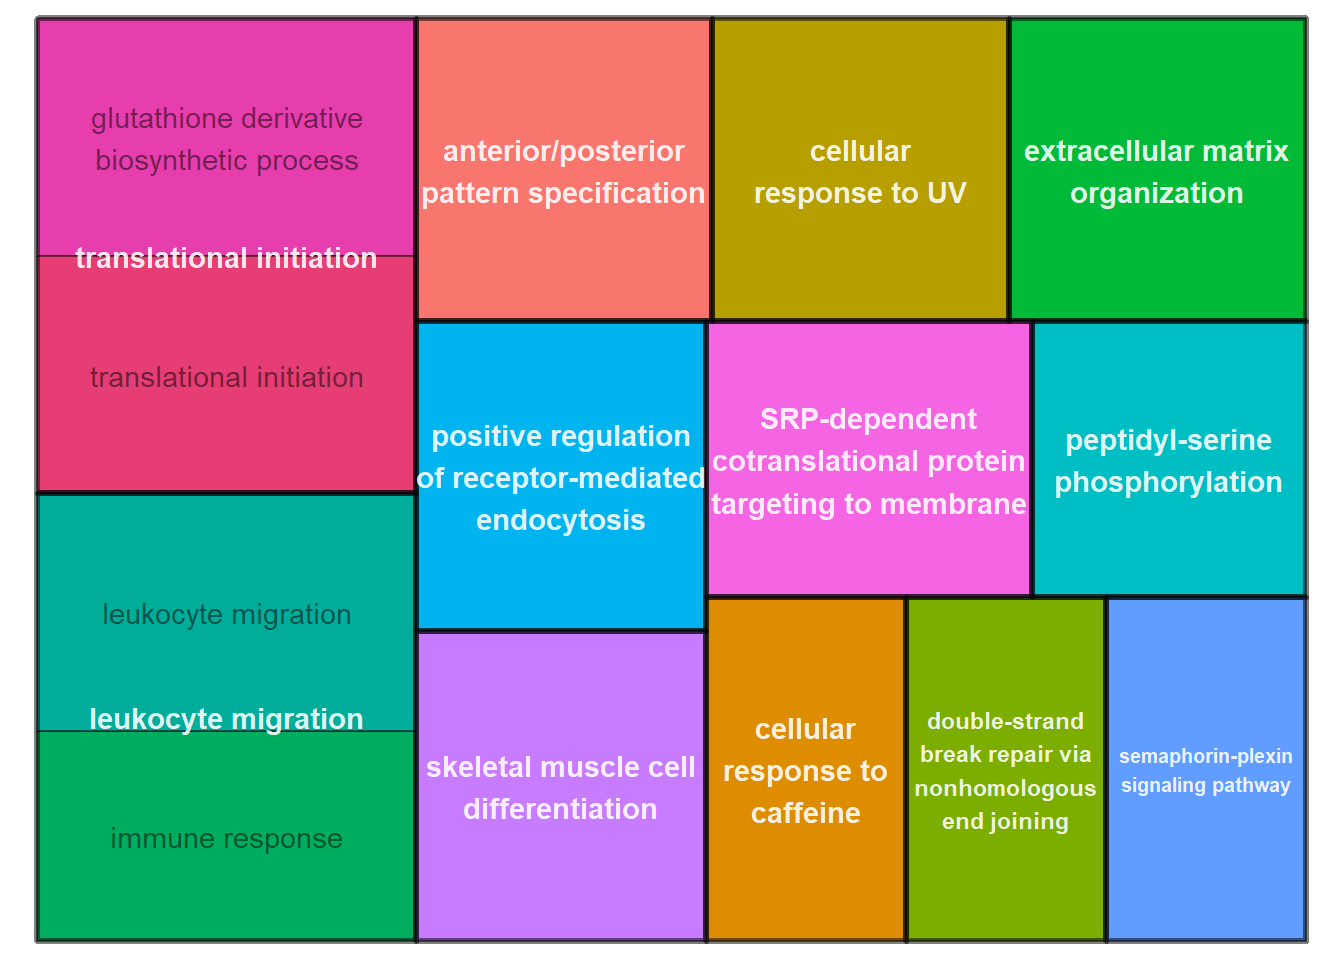 glutathione derivative
biosynthetic process
translational initiation
translational initiation
leukocyte migration
leukocyte migration
immune response
anterior/posterior
pattern specification
cellular
response to UV
extracellular matrix
organization
positive regulation
of receptor-mediated
endocytosis
SRP-dependent
cotranslational protein
targeting to membrane
peptidyl-serine
phosphorylation
skeletal muscle cell
differentiation
cellular
response to
caffeine
double-strand
break repair via
nonhomologous
end joining
semaphorin-plexin
signaling pathway